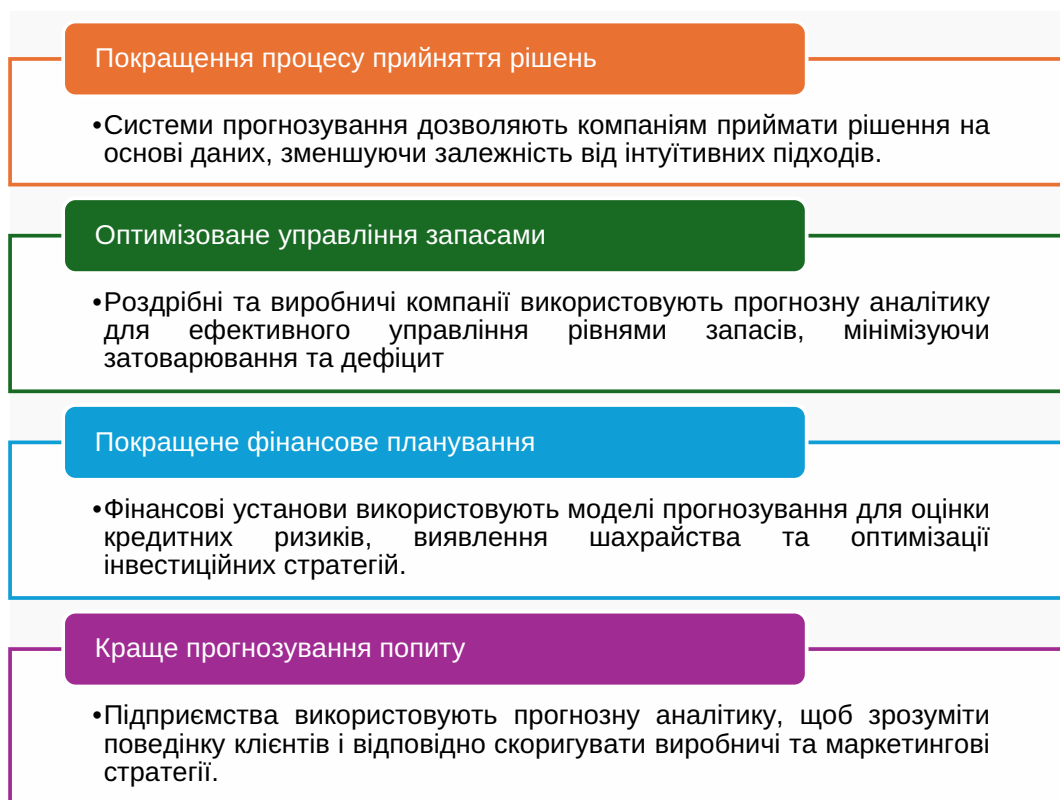 Покращення процесу прийняття рішень
•Системи прогнозування дозволяють компаніям приймати рішення на
основі даних, зменшуючи залежність від інтуїтивних підходів.
Оптимізоване управління запасами
•Роздрібні та виробничі компанії використовують прогнозну аналітику
для ефективного управління рівнями запасів, мінімізуючи
затоварювання та дефіцит
Покращене фінансове планування
•Фінансові установи використовують моделі прогнозування для оцінки
кредитних ризиків, виявлення шахрайства та оптимізації
інвестиційних стратегій.
Краще прогнозування попиту
•Підприємства використовують прогнозну аналітику, щоб зрозуміти
поведінку клієнтів і відповідно скоригувати виробничі та маркетингові
стратегії.